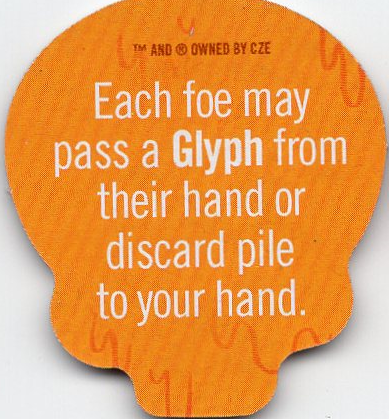 ™ AND ® OWNED BY CZE
Each foe may
pass a Glyph from
their hand or
discard pile
to your hand.